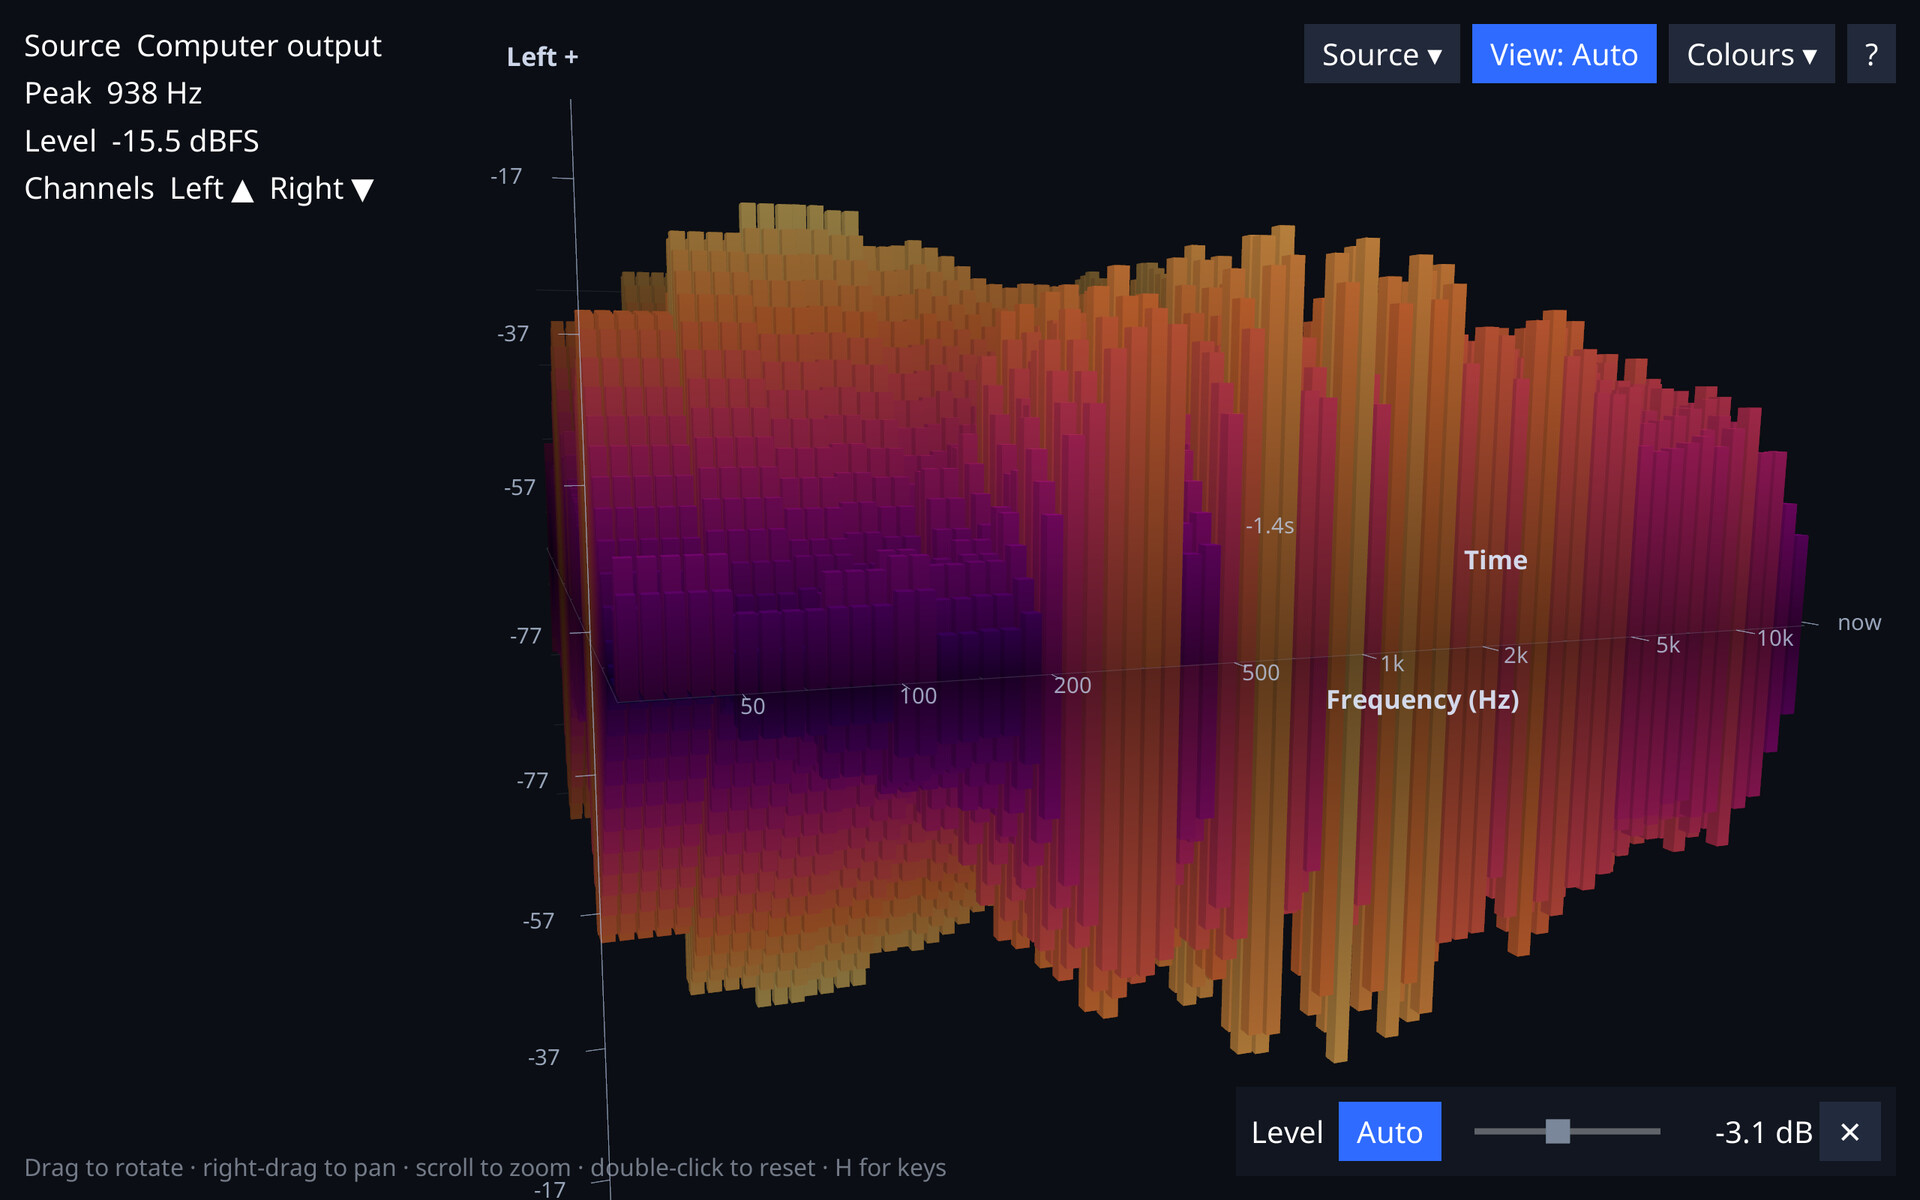 Source Computer output
Peak 938 Hz
Level -15.5 dBFS
Channels Left ▲ Right ▼
Left +
Source ▾
View: Auto
Colours ▾
?
-17
-37
-57
-77
-77
-57
-37
-17
-1.4s
Time
now
50
100
200
500
1k
2k
5k
10k
Frequency (Hz)
Level
Auto
-3.1 dB
✕
Drag to rotate · right-drag to pan · scroll to zoom · double-click to reset · H for keys